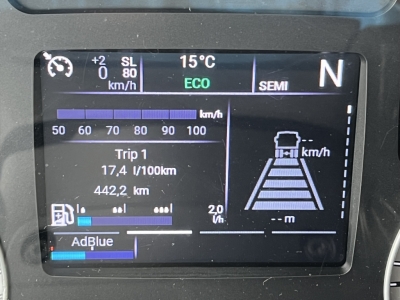 +2 SL 15°C
0 80 ECO N
km/h SEMI
km/h
50 60 70 80 90 100
Trip 1
17,4 l/100km
442,2 km
-- km/h
2,0
l/h
-- m
AdBlue